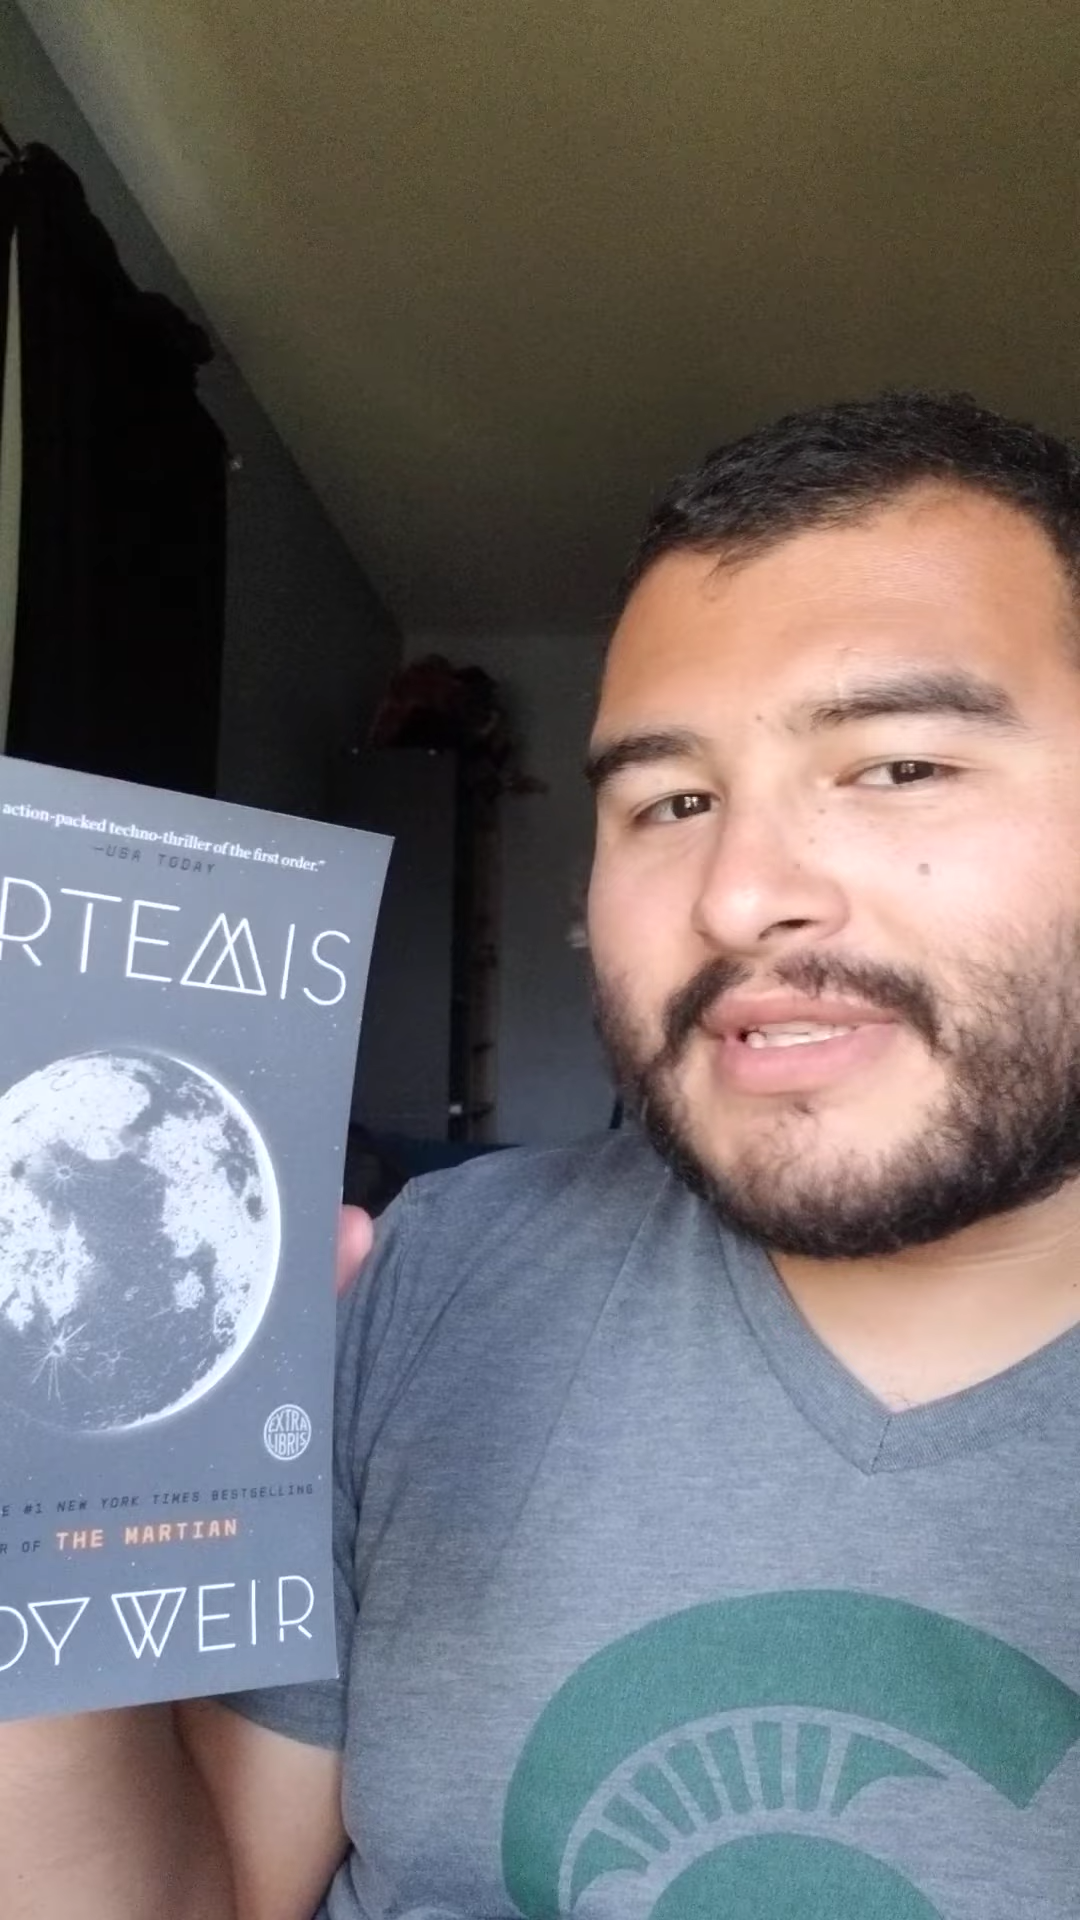 action-packed techno-thriller of the first order."
—USA TODAY
RTEMIS
EXTRA
LIBRIS
E #1 NEW YORK TIMES BESTSELLING
R OF THE MARTIAN
DY WEIR